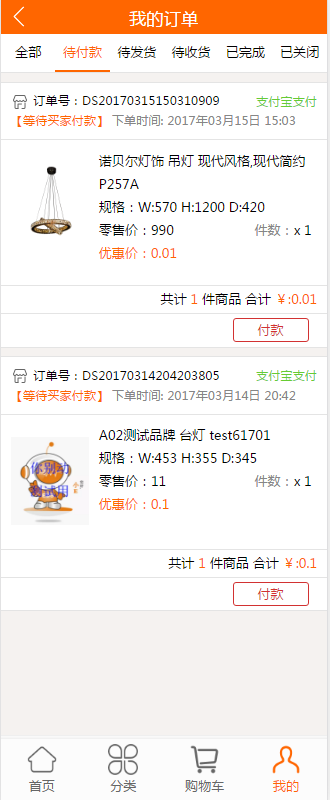 我的订单
全部 待付款 待发货 待收货 已完成 已关闭
订单号：DS20170315150310909 支付宝支付
【等待买家付款】 下单时间: 2017年03月15日 15:03
诺贝尔灯饰 吊灯 现代风格,现代简约
P257A
规格：W:570 H:1200 D:420
零售价：990 件数：x 1
优惠价：0.01
共计 1 件商品 合计 ￥:0.01
付款
订单号：DS20170314204203805 支付宝支付
【等待买家付款】 下单时间: 2017年03月14日 20:42
你别动
测试用
A02测试品牌 台灯 test61701
规格：W:453 H:355 D:345
零售价：11 件数：x 1
优惠价：0.1
共计 1 件商品 合计 ￥:0.1
付款
首页 分类 购物车 我的